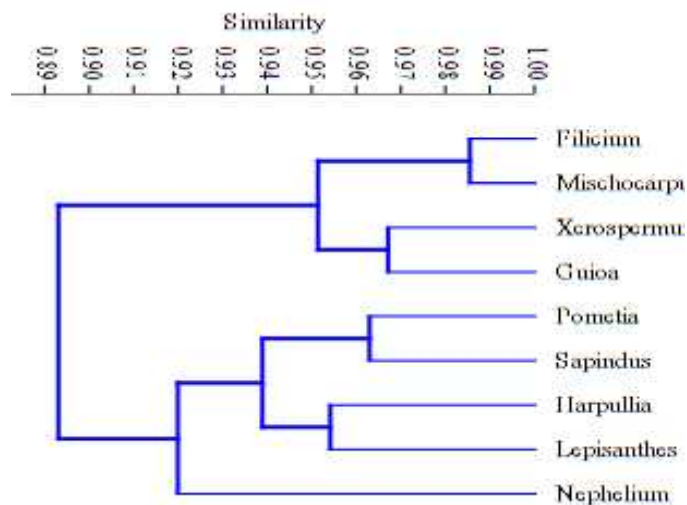 Similarity
0.89 0.90 0.91 0.92 0.93 0.94 0.95 0.96 0.97 0.98 0.99 1.00
Filicium
Mischocarpu
Xerospermu
Guioa
Pometia
Sapindus
Harpullia
Lepisanthes
Nephelium